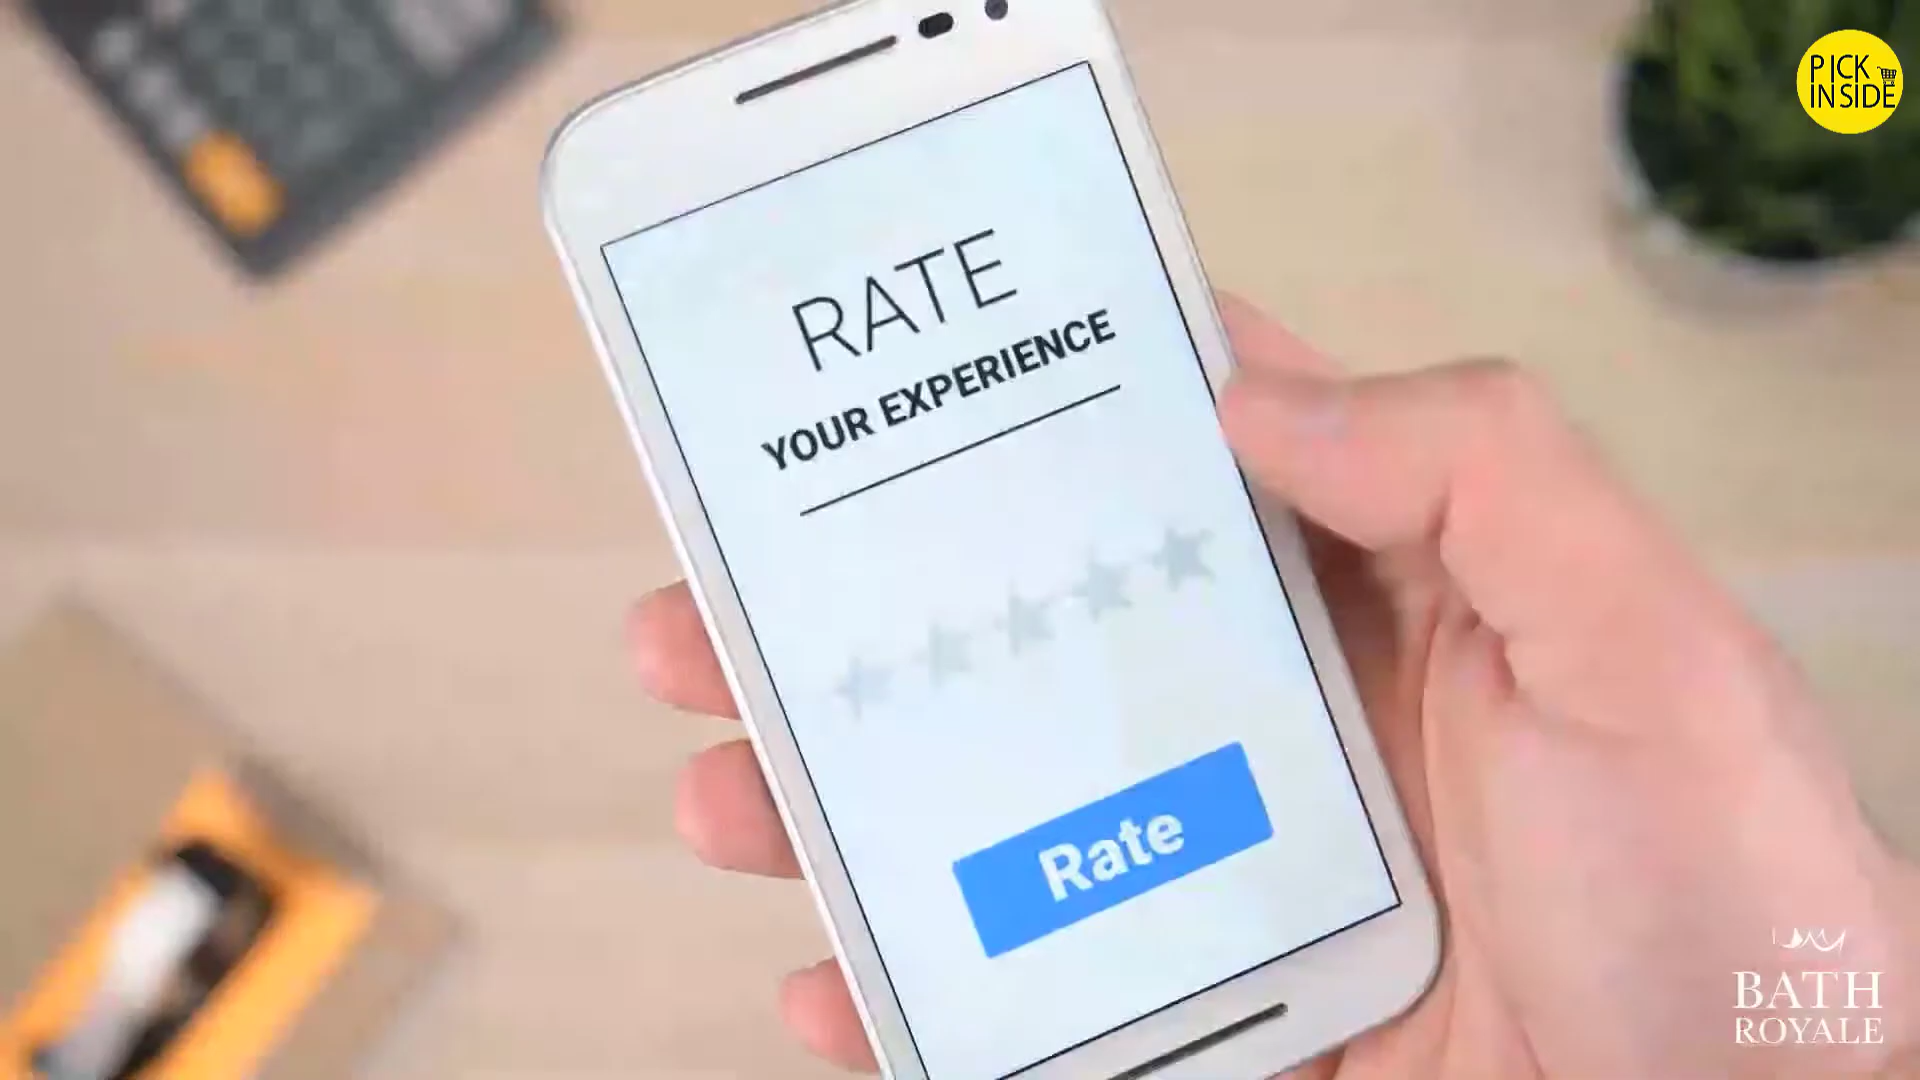 PICK
INSIDE
RATE
YOUR EXPERIENCE
Rate
BATH
ROYALE